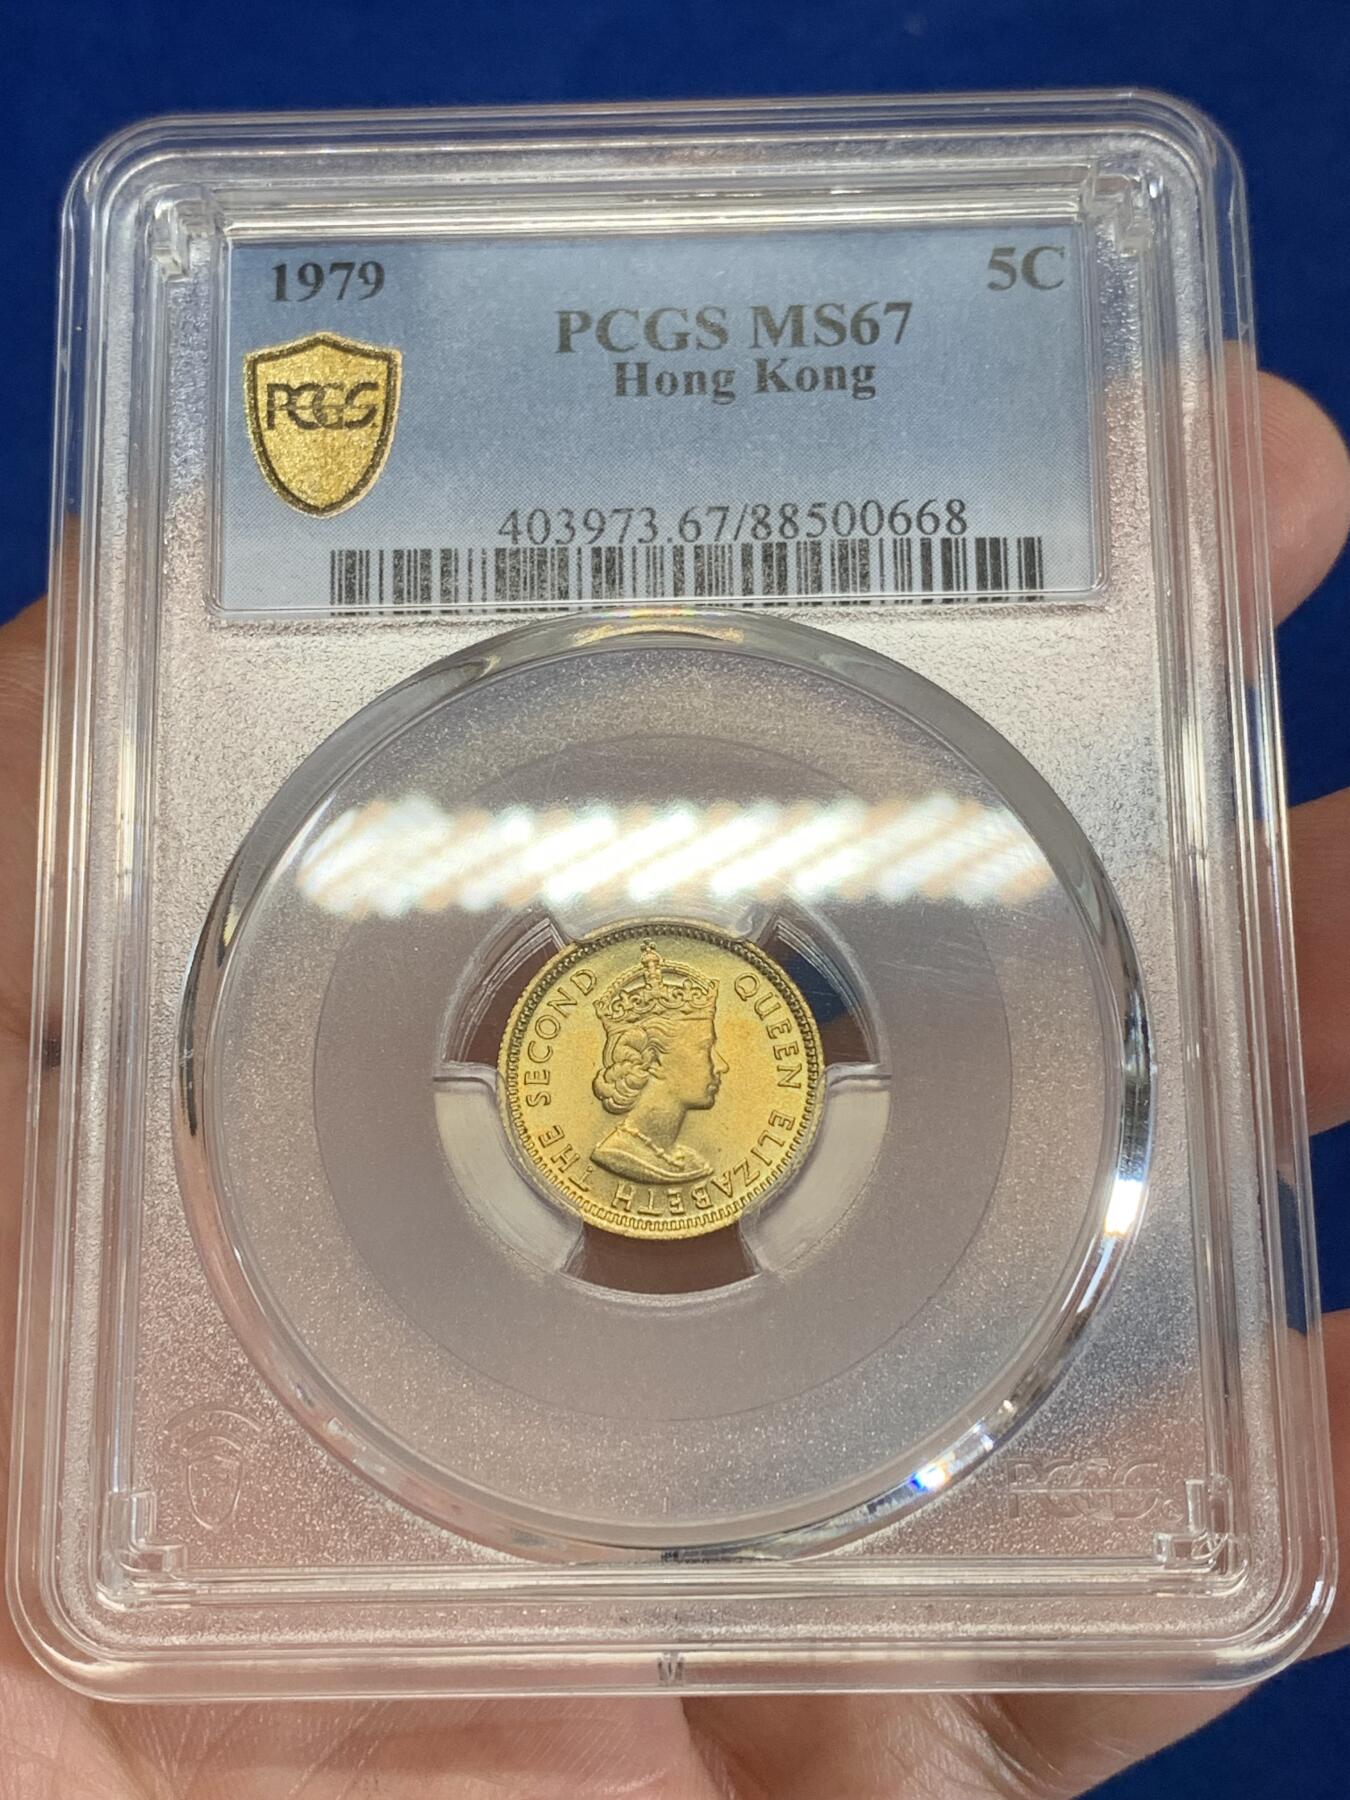 1979
5C
PCGS MS67
Hong Kong
PCGS
403973.67/88500668
QUEEN ELIZABETH THE SECOND
PCGS